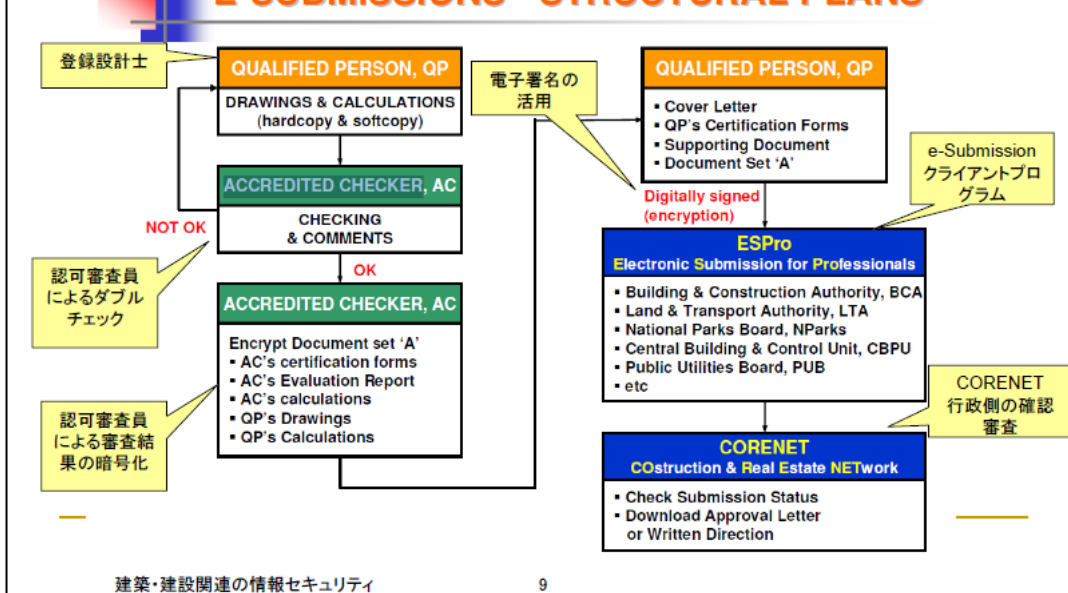 E-SUBMISSIONS - STRUCTURAL PLANS
登録設計士
QUALIFIED PERSON, QP
DRAWINGS & CALCULATIONS
(hardcopy & softcopy)
ACCREDITED CHECKER, AC
CHECKING
& COMMENTS
NOT OK
OK
認可審査員
によるダブル
チェック
ACCREDITED CHECKER, AC
Encrypt Document set ‘A’
▪ AC’s certification forms
▪ AC’s Evaluation Report
▪ AC’s calculations
▪ QP’s Drawings
▪ QP’s Calculations
認可審査員
による審査結
果の暗号化
電子署名の
活用
QUALIFIED PERSON, QP
▪ Cover Letter
▪ QP’s Certification Forms
▪ Supporting Document
▪ Document Set ‘A’
Digitally signed
(encryption)
e-Submission
クライアントプロ
グラム
ESPro
Electronic Submission for Professionals
▪ Building & Construction Authority, BCA
▪ Land & Transport Authority, LTA
▪ National Parks Board, NParks
▪ Central Building & Control Unit, CBPU
▪ Public Utilities Board, PUB
▪ etc
CORENET
行政側の確認
審査
CORENET
COstruction & Real Estate NETwork
▪ Check Submission Status
▪ Download Approval Letter
or Written Direction
建築・建設関連の情報セキュリティ
9